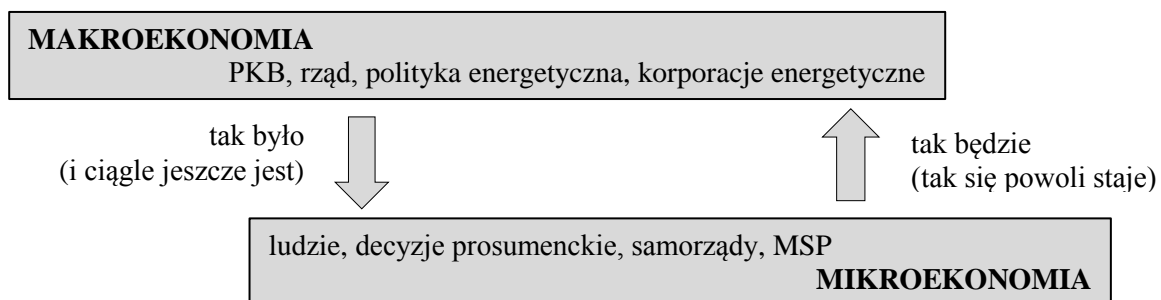 MAKROEKONOMIA
PKB, rząd, polityka energetyczna, korporacje energetyczne
tak było
(i ciągle jeszcze jest)
tak będzie
(tak się powoli staje)
ludzie, decyzje prosumenckie, samorządy, MSP
MIKROEKONOMIA